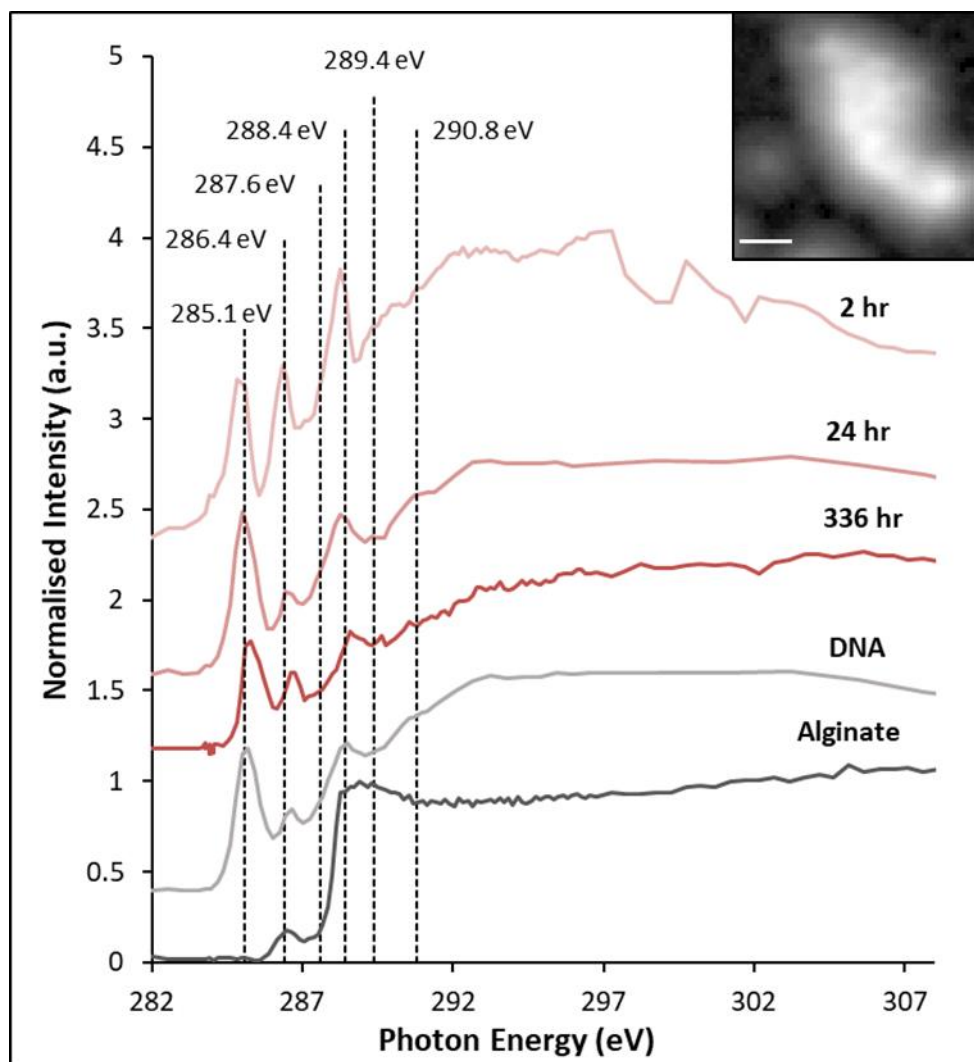 5
4.5
4
3.5
3
2.5
2
1.5
1
0.5
0
Normalised Intensity (a.u.)
289.4 eV
288.4 eV
290.8 eV
287.6 eV
286.4 eV
285.1 eV
2 hr
24 hr
336 hr
DNA
Alginate
282 287 292 297 302 307
Photon Energy (eV)